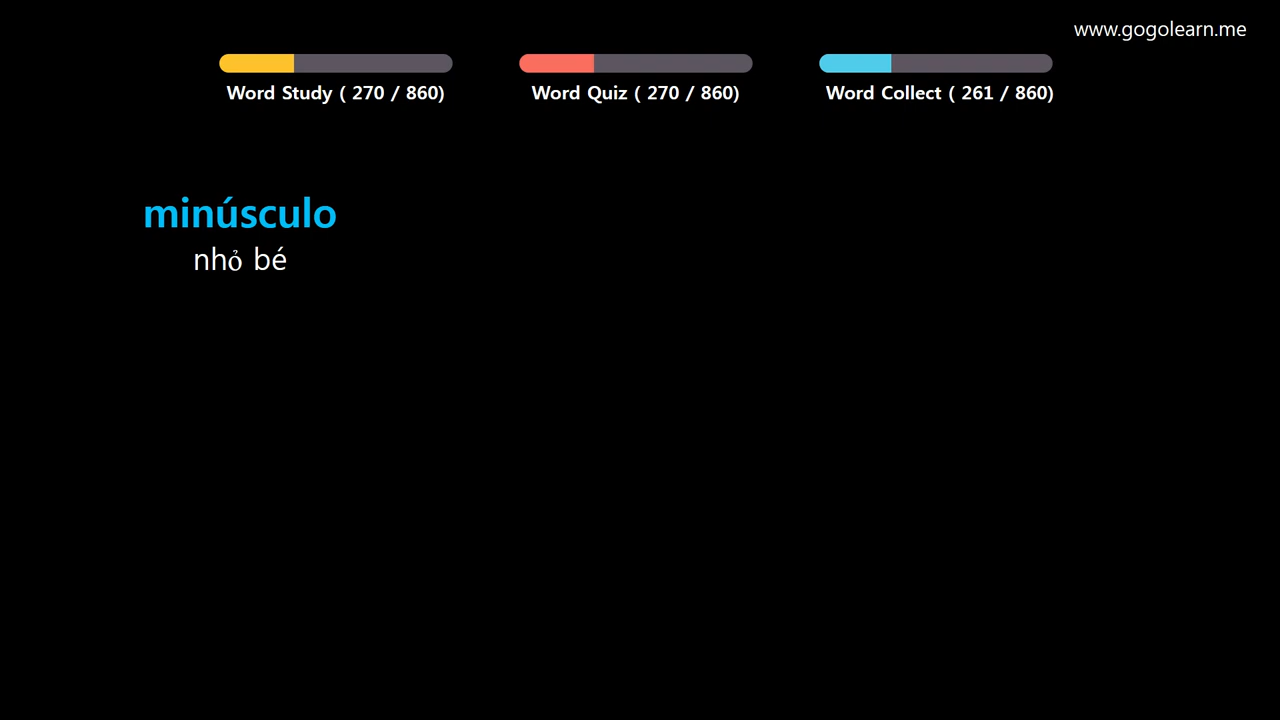 www.gogolearn.me
Word Study ( 270 / 860)
Word Quiz ( 270 / 860)
Word Collect ( 261 / 860)
minúsculo
nhỏ bé